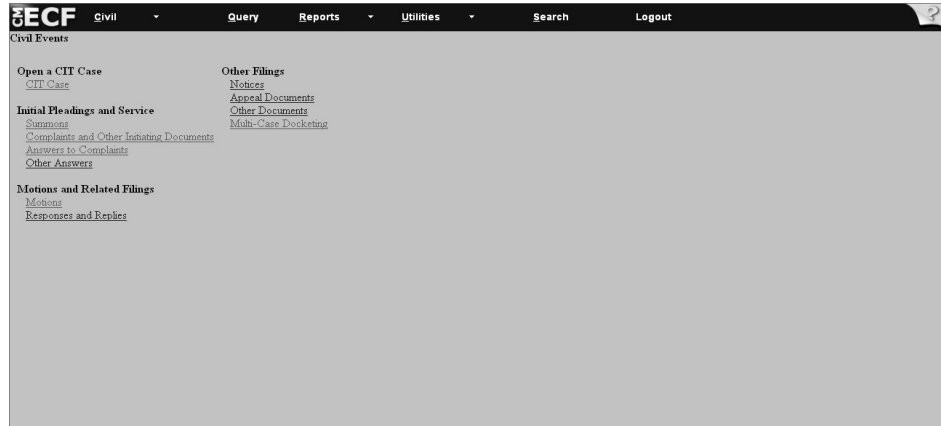 CM ECF Civil Query Reports Utilities Search Logout ?
Civil Events
Open a CIT Case
CIT Case
Initial Pleadings and Service
Summons
Complaints and Other Initiating Documents
Answers to Complaints
Other Answers
Motions and Related Filings
Motions
Responses and Replies
Other Filings
Notices
Appeal Documents
Other Documents
Multi-Case Docketing